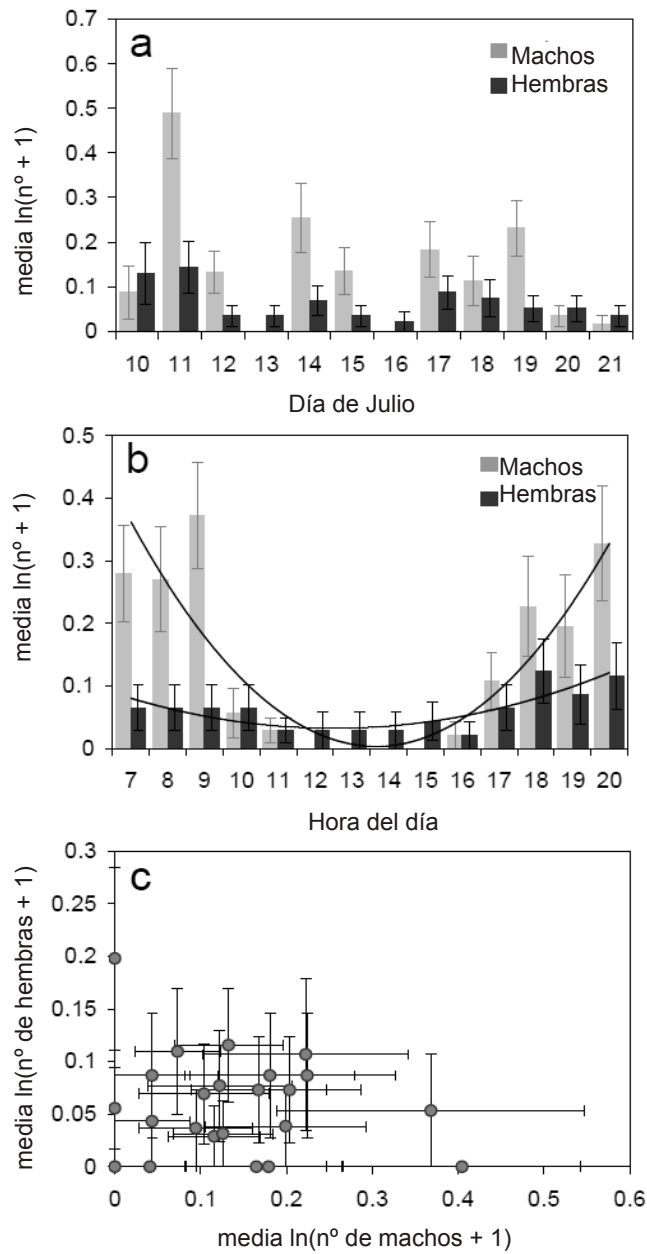 a
Machos
Hembras
media ln(nº + 1)
0.7
0.6
0.5
0.4
0.3
0.2
0.1
0
10 11 12 13 14 15 16 17 18 19 20 21
Día de Julio
b
Machos
Hembras
media ln(nº + 1)
0.5
0.4
0.3
0.2
0.1
0
7 8 9 10 11 12 13 14 15 16 17 18 19 20
Hora del día
c
media ln(nº de hembras + 1)
0.3
0.25
0.2
0.15
0.1
0.05
0
0 0.1 0.2 0.3 0.4 0.5 0.6
media ln(nº de machos + 1)